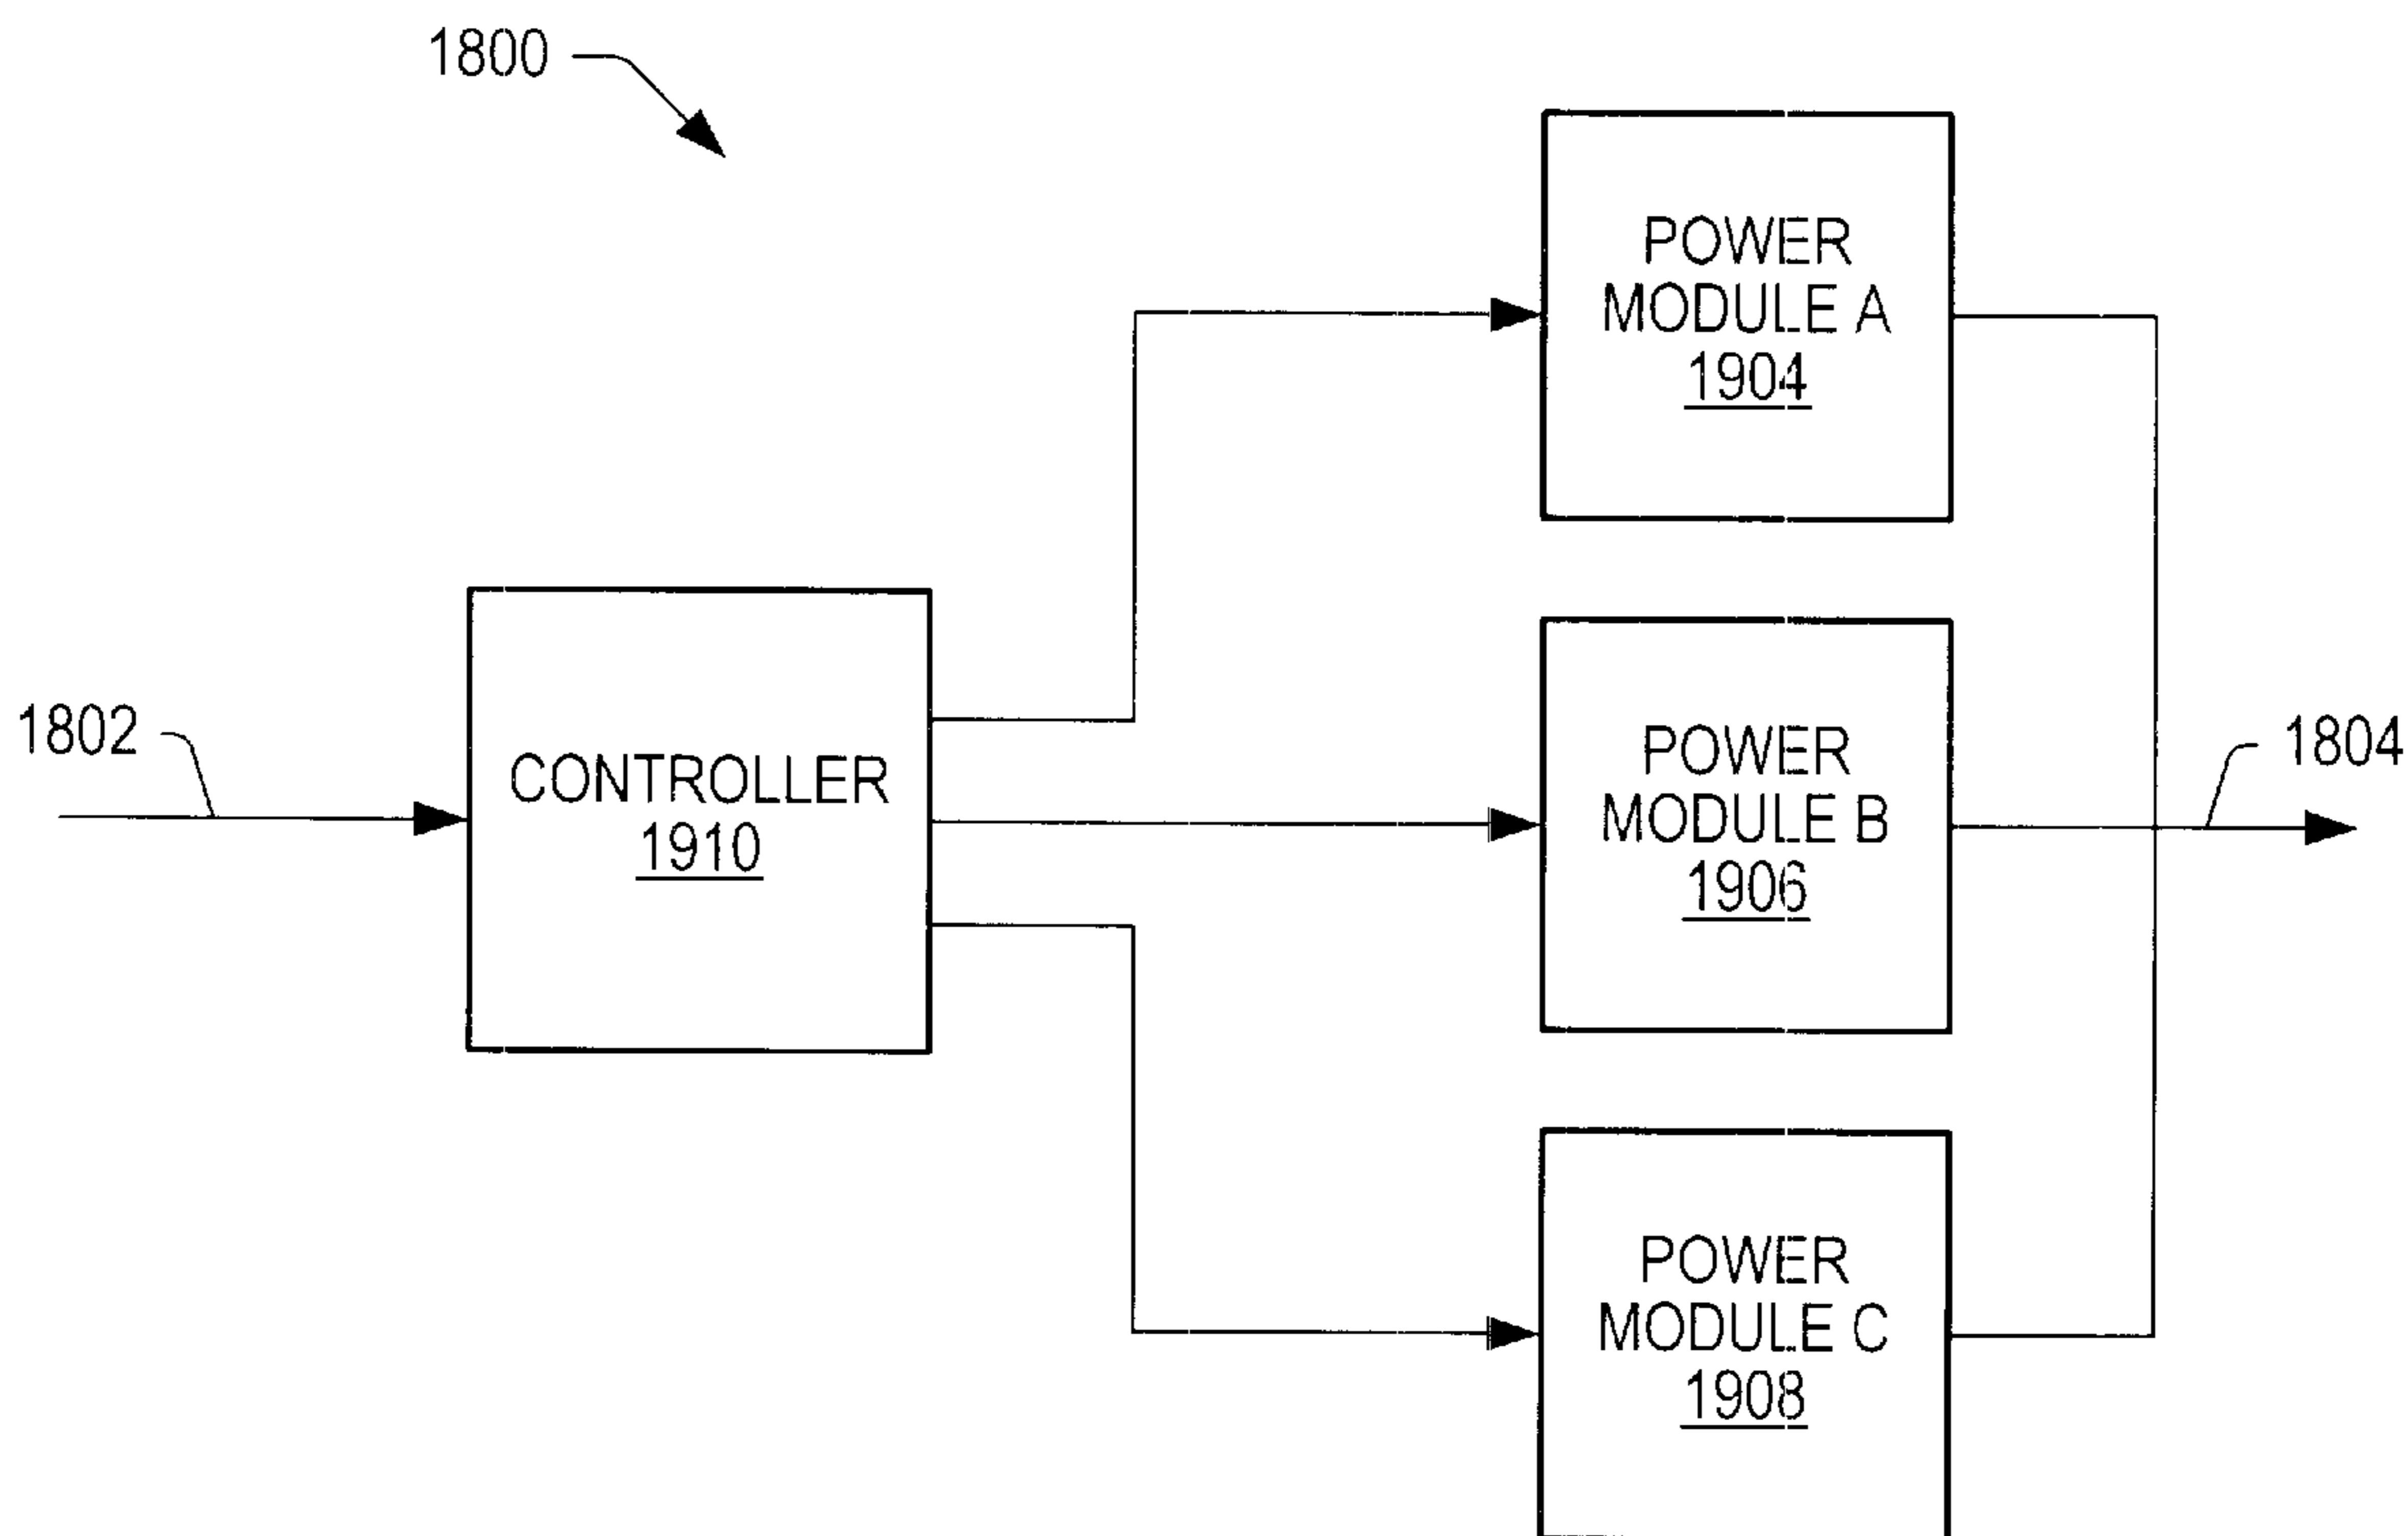 1800
POWER
MODULE A
1904
1802
CONTROLLER
1910
POWER
MODULE B
1906
1804
POWER
MODULE C
1908